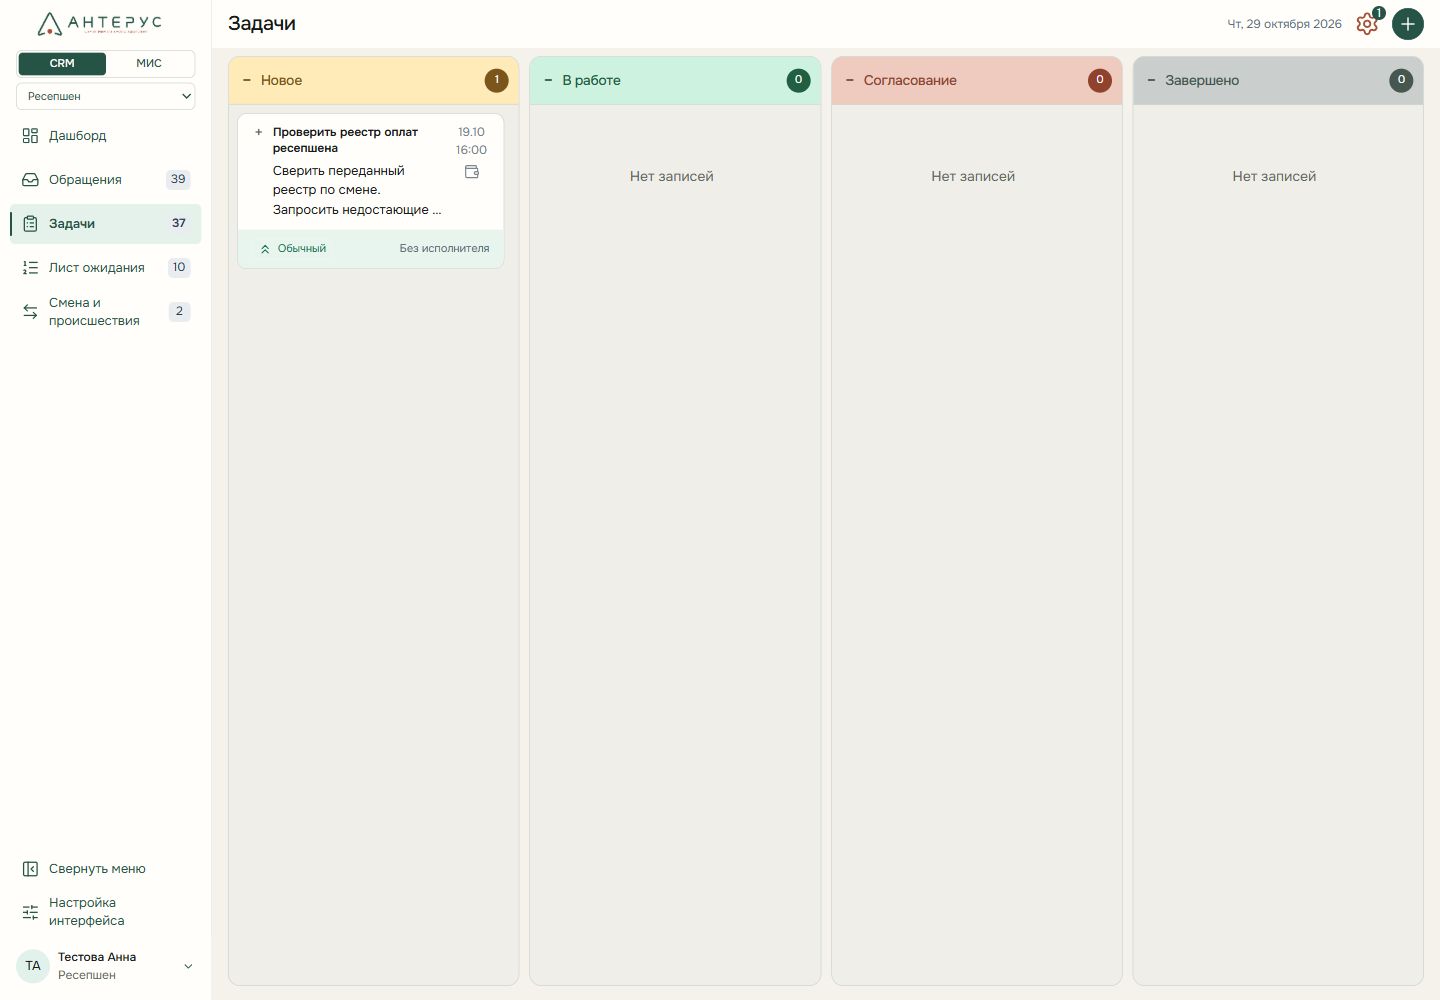 АНТЕРУС
CRM
МИС
Ресепшен
Дашборд
Обращения
39
Задачи
37
Лист ожидания
10
Смена и
происшествия
2
Свернуть меню
Настройка
интерфейса
ТА
Тестова Анна
Ресепшен
Задачи
Чт, 29 октября 2026
1
Новое
1
+ Проверить реестр оплат
ресепшена
19.10
16:00
Сверить переданный
реестр по смене.
Запросить недостающие ...
Обычный
Без исполнителя
В работе
0
Нет записей
Согласование
0
Нет записей
Завершено
0
Нет записей